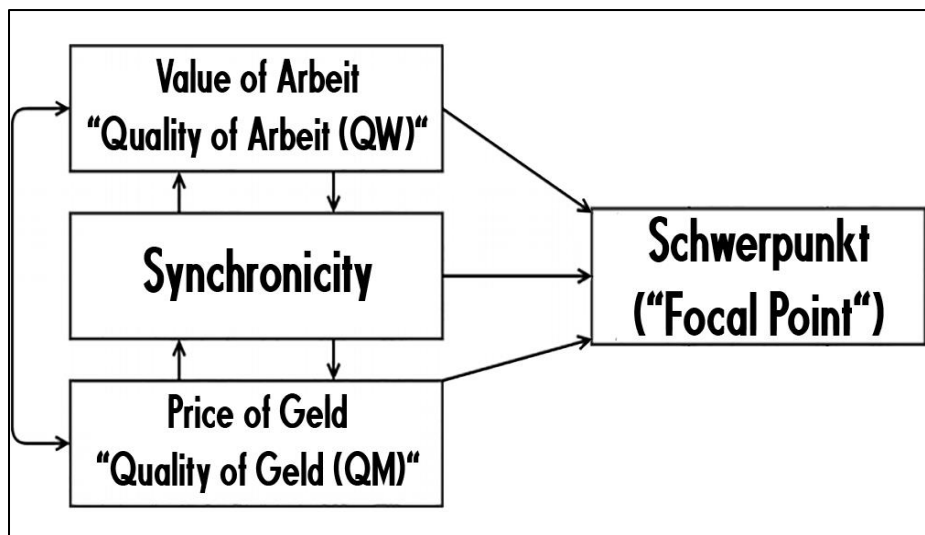 Value of Arbeit
“Quality of Arbeit (QW)“
Synchronicity
Price of Geld
“Quality of Geld (QM)“
Schwerpunkt
(“Focal Point“)